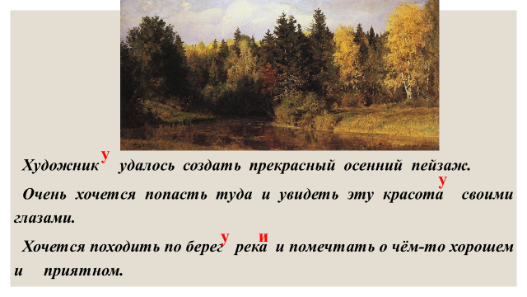 Художник у удалось создать прекрасный осенний пейзаж.
Очень хочется попасть туда и увидеть эту красота у своими
глазами.
Хочется походить по берег у река и и помечтать о чём-то хорошем
и приятном.